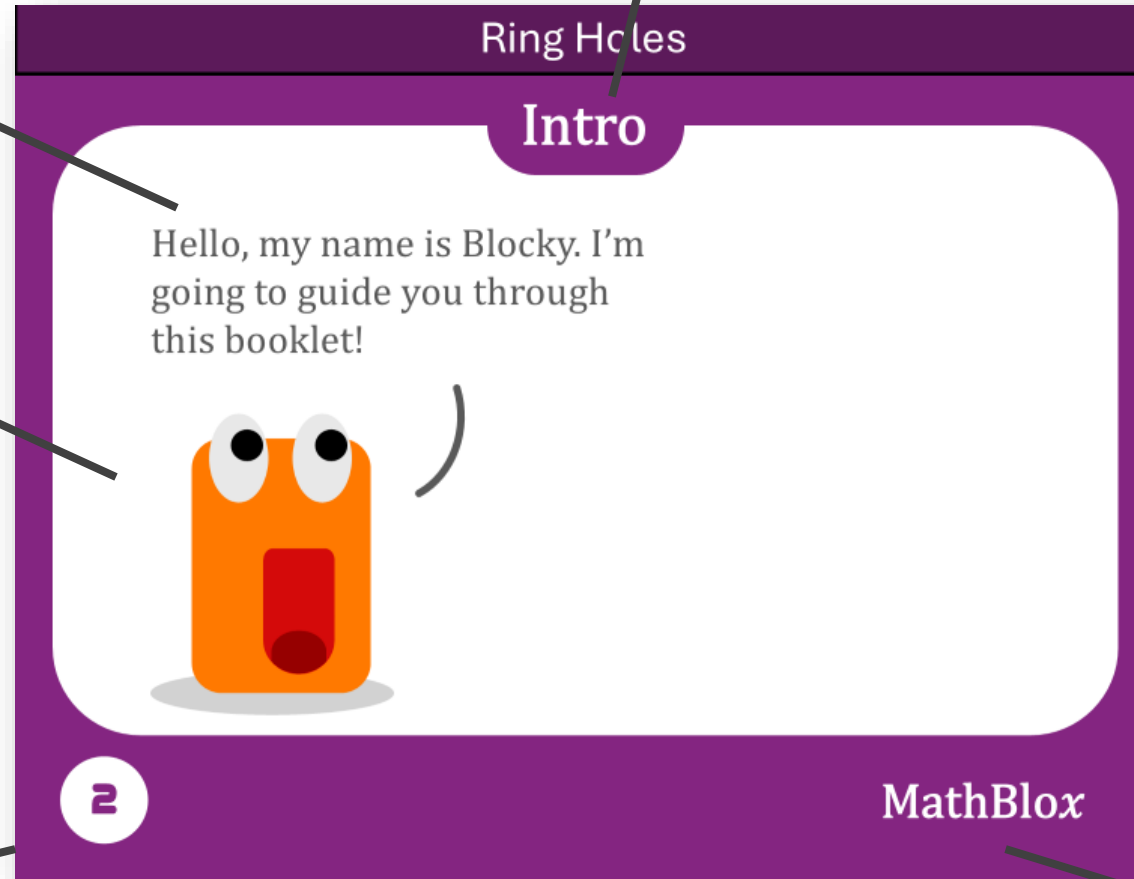 Ring Holes
Intro
Hello, my name is Blocky. I’m
going to guide you through
this booklet!
2
MathBlox